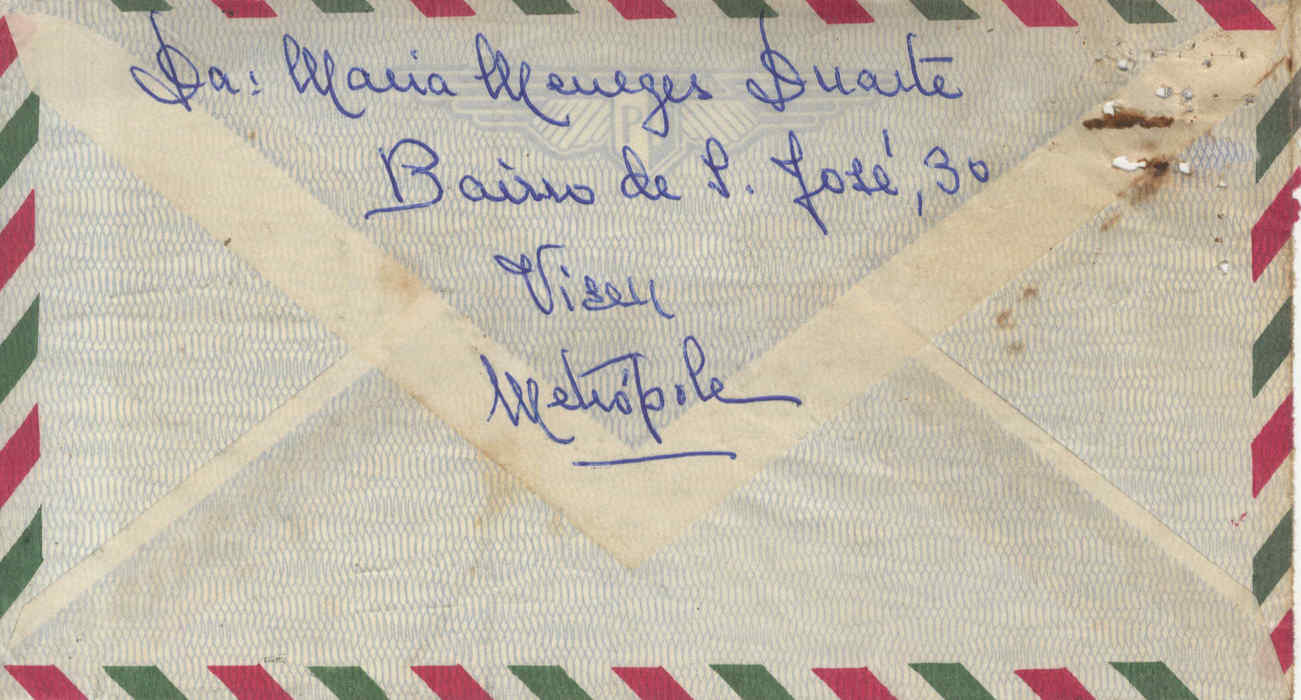 Da: Maria Menezes Duarte
Bairro de S. José, 30
Viseu
Metrópole